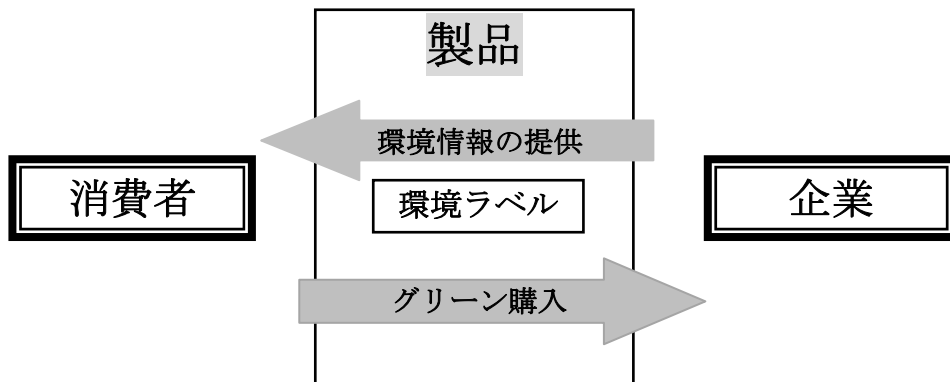 製品
環境情報の提供
消費者
環境ラベル
企業
グリーン購入